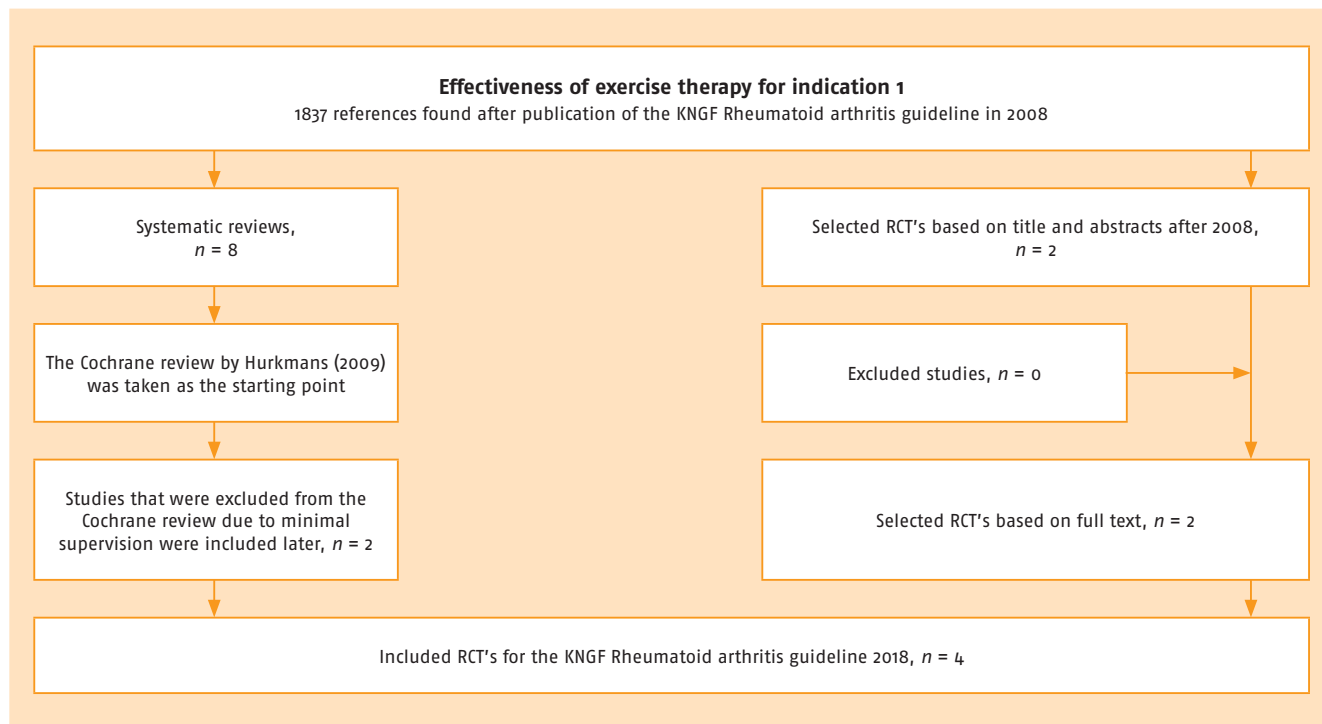 Effectiveness of exercise therapy for indication 1
1837 references found after publication of the KNGF Rheumatoid arthritis guideline in 2008
Systematic reviews,
n = 8
Selected RCT's based on title and abstracts after 2008,
n = 2
The Cochrane review by Hurkmans (2009)
was taken as the starting point
Excluded studies, n = 0
Studies that were excluded from the
Cochrane review due to minimal
supervision were included later, n = 2
Selected RCT's based on full text, n = 2
Included RCT's for the KNGF Rheumatoid arthritis guideline 2018, n = 4